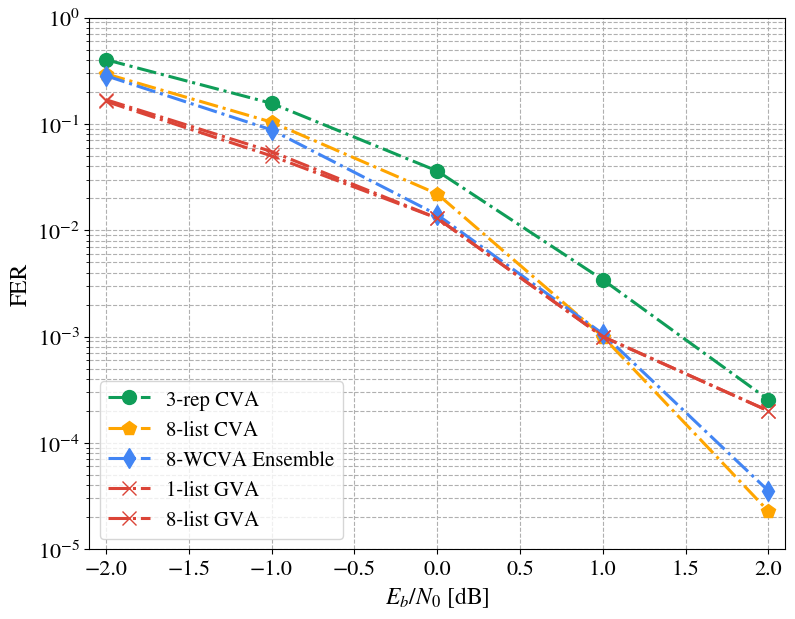 10⁰
10⁻¹
10⁻²
10⁻³
10⁻⁴
10⁻⁵
FER
3-rep CVA
8-list CVA
8-WCVA Ensemble
1-list GVA
8-list GVA
−2.0 −1.5 −1.0 −0.5 0.0 0.5 1.0 1.5 2.0
E_b/N_0 [dB]